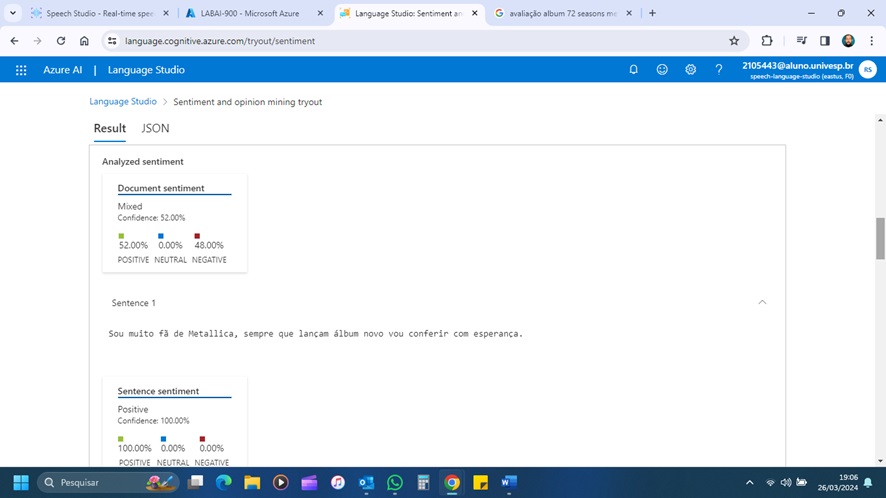 Speech Studio - Real-time spee
LABAI-900 - Microsoft Azure
Language Studio: Sentiment an
avaliação album 72 seasons me
language.cognitive.azure.com/tryout/sentiment
Azure AI | Language Studio
2105443@aluno.univesp.br
speech-language-studio (eastus, F0)
RS
Language Studio > Sentiment and opinion mining tryout
Result JSON
Analyzed sentiment
Document sentiment
Mixed
Confidence: 52.00%
52.00% 0.00% 48.00%
POSITIVE NEUTRAL NEGATIVE
Sentence 1
Sou muito fã de Metallica, sempre que lançam álbum novo vou conferir com esperança.
Sentence sentiment
Positive
Confidence: 100.00%
100.00% 0.00% 0.00%
POSITIVE NEUTRAL NEGATIVE
Pesquisar
19:06
26/03/2024